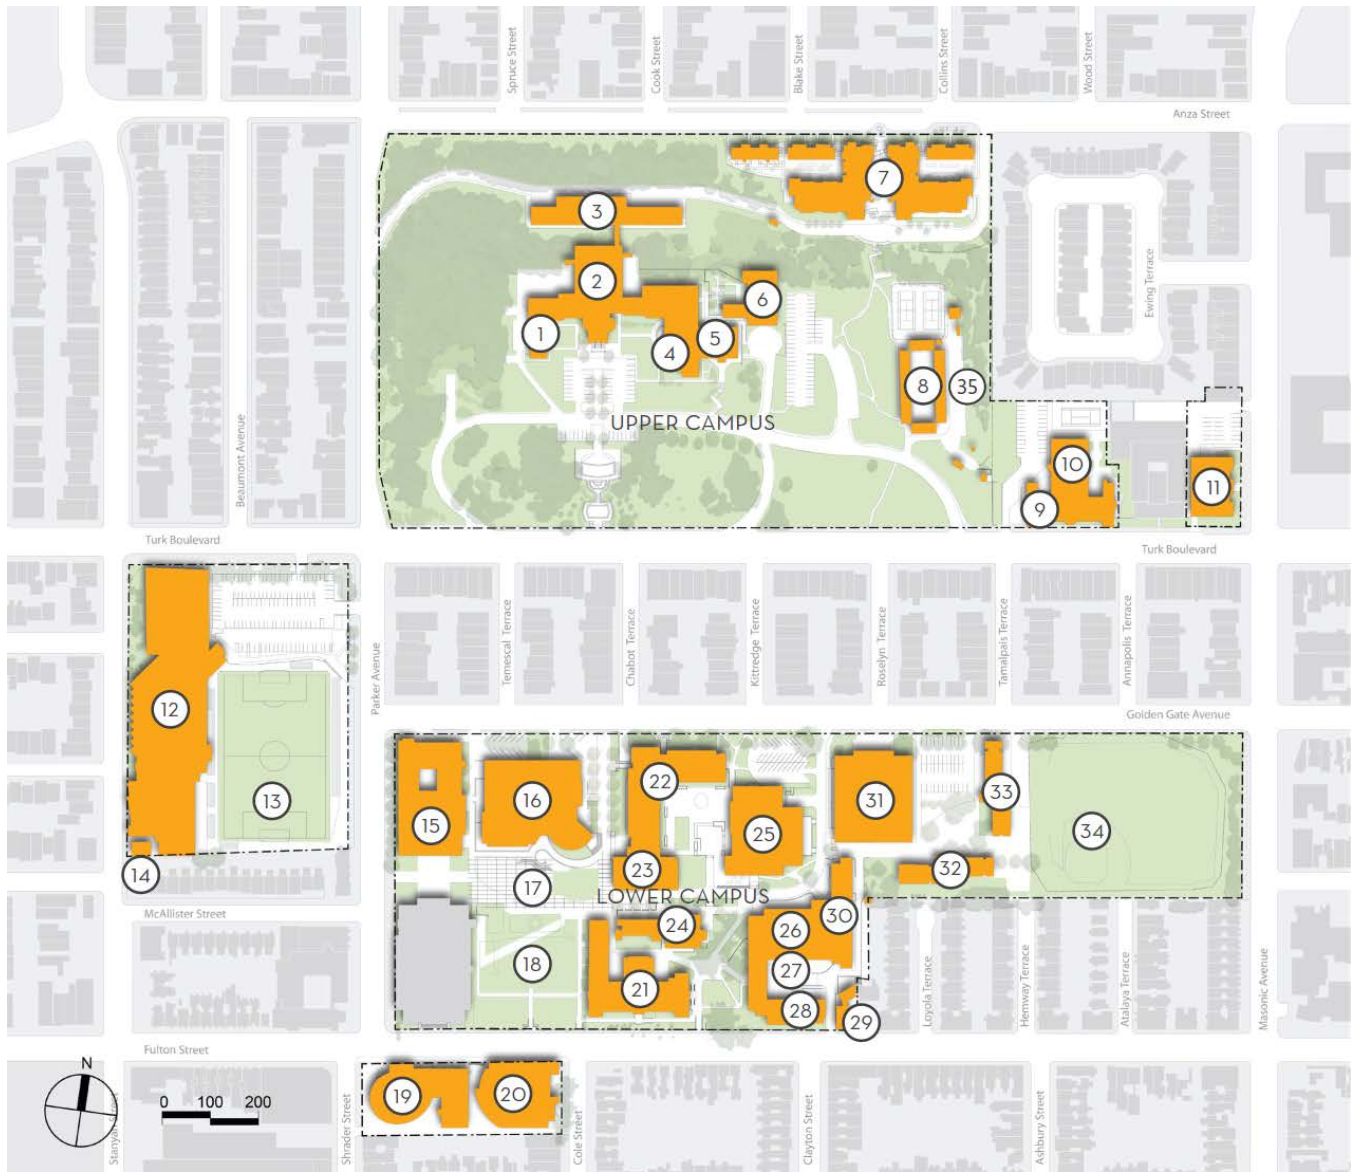 Spruce Street
Cook Street
Blake Street
Collins Street
Wood Street
Anza Street
7
3
2
6
Ewing Terrace
1
5
4
8
35
UPPER CAMPUS
Beaumont Avenue
10
11
9
Turk Boulevard
Turk Boulevard
Parker Avenue
Temescal Terrace
Chabot Terrace
Kittredge Terrace
Roselyn Terrace
Tamalpais Terrace
Annapolis Terrace
12
Golden Gate Avenue
22
33
13
16
31
15
25
34
14
23
32
17
LOWER CAMPUS
McAllister Street
24
30
26
18
27
21
28
29
Loyola Terrace
Hemway Terrace
Atalaya Terrace
Masonic Avenue
Fulton Street
N
0 100 200
19
20
Stanyan Street
Shrader Street
Cole Street
Clayton Street
Ashbury Street